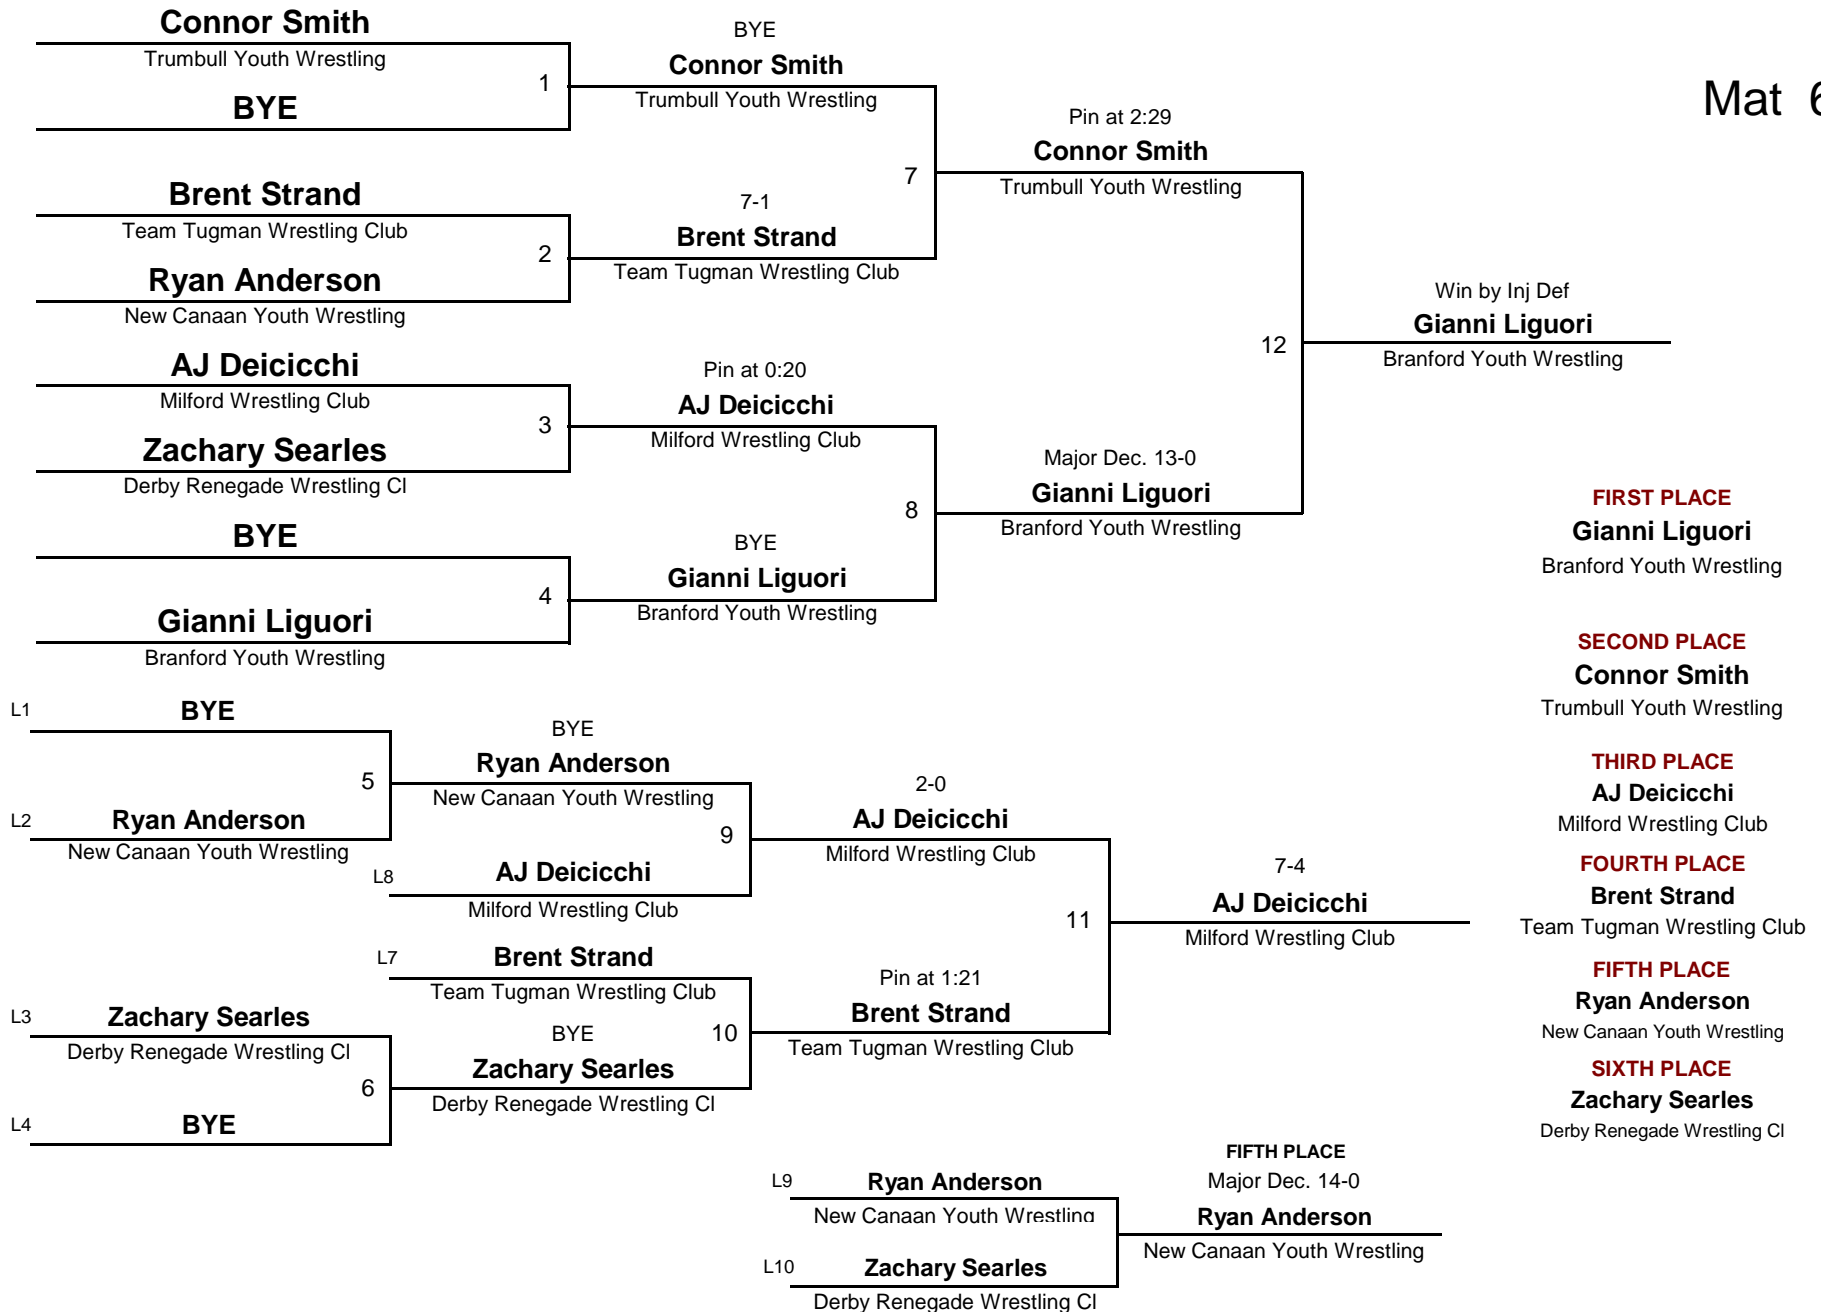 Connor Smith
Trumbull Youth Wrestling
1
BYE
BYE
Connor Smith
Trumbull Youth Wrestling
Mat 6
Brent Strand
Team Tugman Wrestling Club
2
Ryan Anderson
New Canaan Youth Wrestling
7-1
Brent Strand
Team Tugman Wrestling Club
7
Pin at 2:29
Connor Smith
Trumbull Youth Wrestling
AJ Deicicchi
Milford Wrestling Club
3
Zachary Searles
Derby Renegade Wrestling Cl
Pin at 0:20
AJ Deicicchi
Milford Wrestling Club
BYE
4
Gianni Liguori
Branford Youth Wrestling
BYE
Gianni Liguori
Branford Youth Wrestling
8
Major Dec. 13-0
Gianni Liguori
Branford Youth Wrestling
12
Win by Inj Def
Gianni Liguori
Branford Youth Wrestling
FIRST PLACE
Gianni Liguori
Branford Youth Wrestling
SECOND PLACE
Connor Smith
Trumbull Youth Wrestling
THIRD PLACE
AJ Deicicchi
Milford Wrestling Club
FOURTH PLACE
Brent Strand
Team Tugman Wrestling Club
FIFTH PLACE
Ryan Anderson
New Canaan Youth Wrestling
SIXTH PLACE
Zachary Searles
Derby Renegade Wrestling Cl
L1
BYE
5
L2
Ryan Anderson
New Canaan Youth Wrestling
BYE
Ryan Anderson
New Canaan Youth Wrestling
9
L8
AJ Deicicchi
Milford Wrestling Club
2-0
AJ Deicicchi
Milford Wrestling Club
L7
Brent Strand
Team Tugman Wrestling Club
10
L3
Zachary Searles
Derby Renegade Wrestling Cl
6
L4
BYE
BYE
Zachary Searles
Derby Renegade Wrestling Cl
Pin at 1:21
Brent Strand
Team Tugman Wrestling Club
11
7-4
AJ Deicicchi
Milford Wrestling Club
L9
Ryan Anderson
New Canaan Youth Wrestling
L10
Zachary Searles
Derby Renegade Wrestling Cl
FIFTH PLACE
Major Dec. 14-0
Ryan Anderson
New Canaan Youth Wrestling